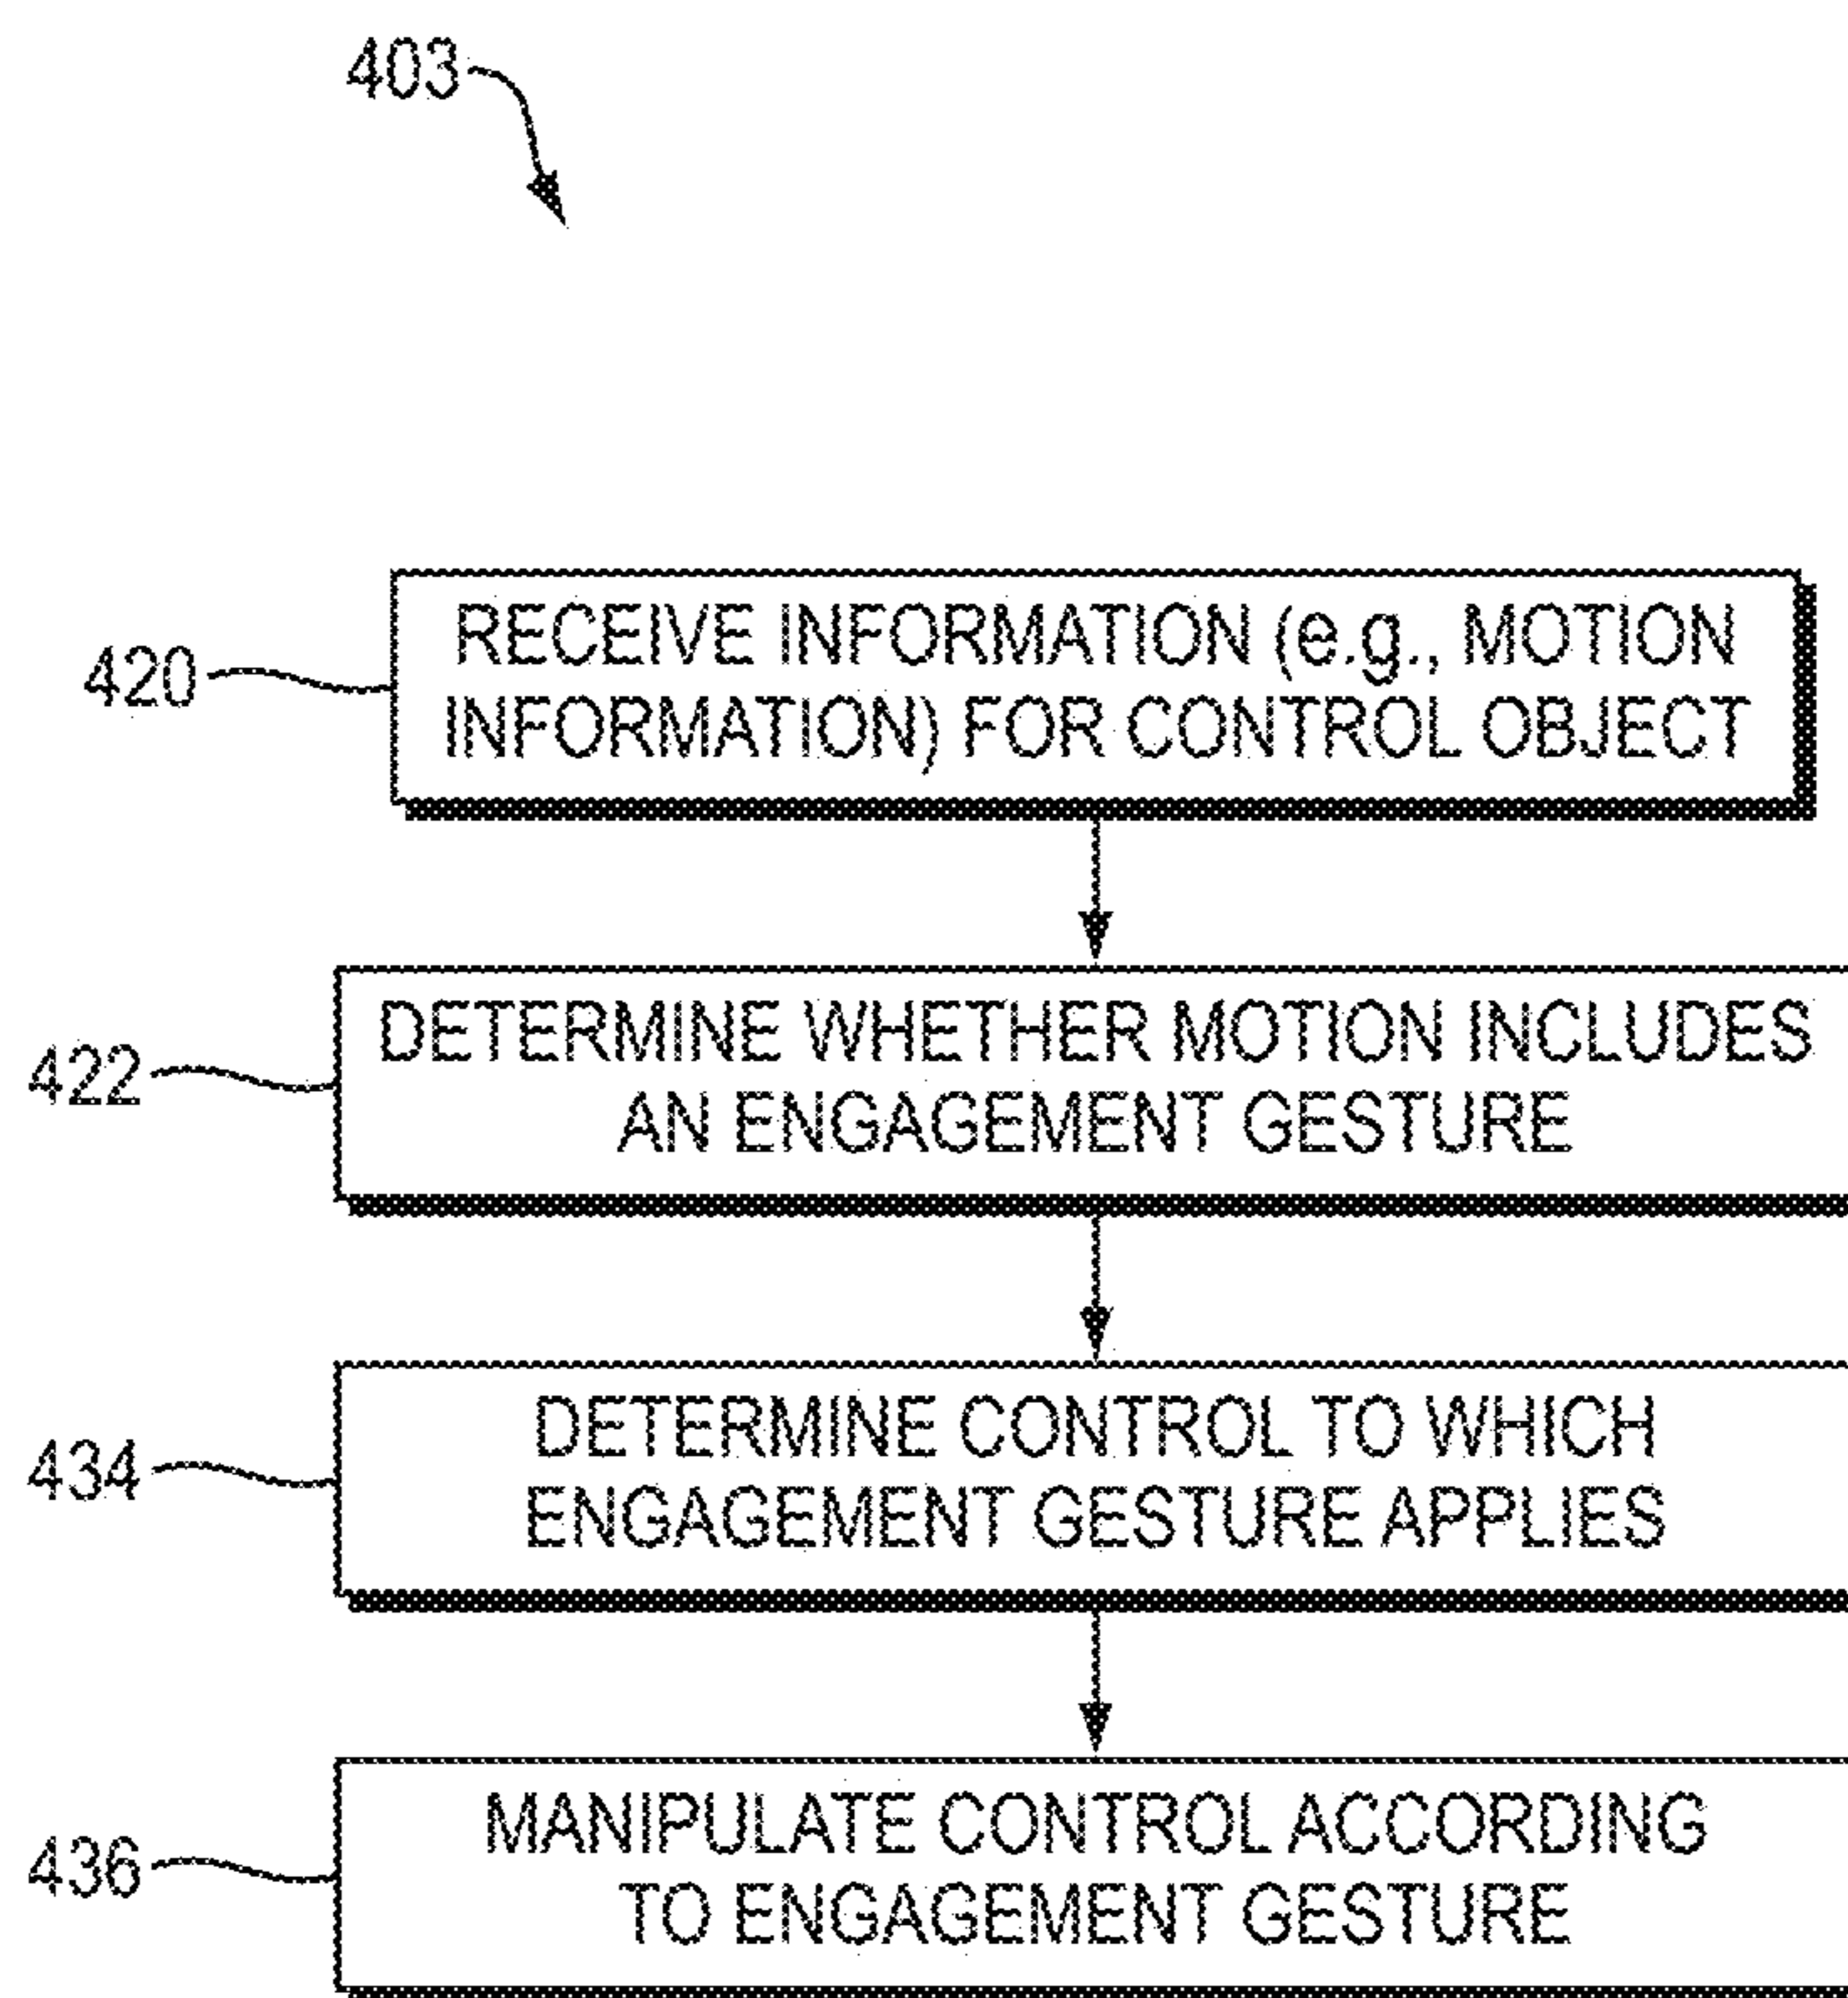 403
420
RECEIVE INFORMATION (e.g., MOTION
INFORMATION) FOR CONTROL OBJECT
422
DETERMINE WHETHER MOTION INCLUDES
AN ENGAGEMENT GESTURE
434
DETERMINE CONTROL TO WHICH
ENGAGEMENT GESTURE APPLIES
436
MANIPULATE CONTROL ACCORDING
TO ENGAGEMENT GESTURE